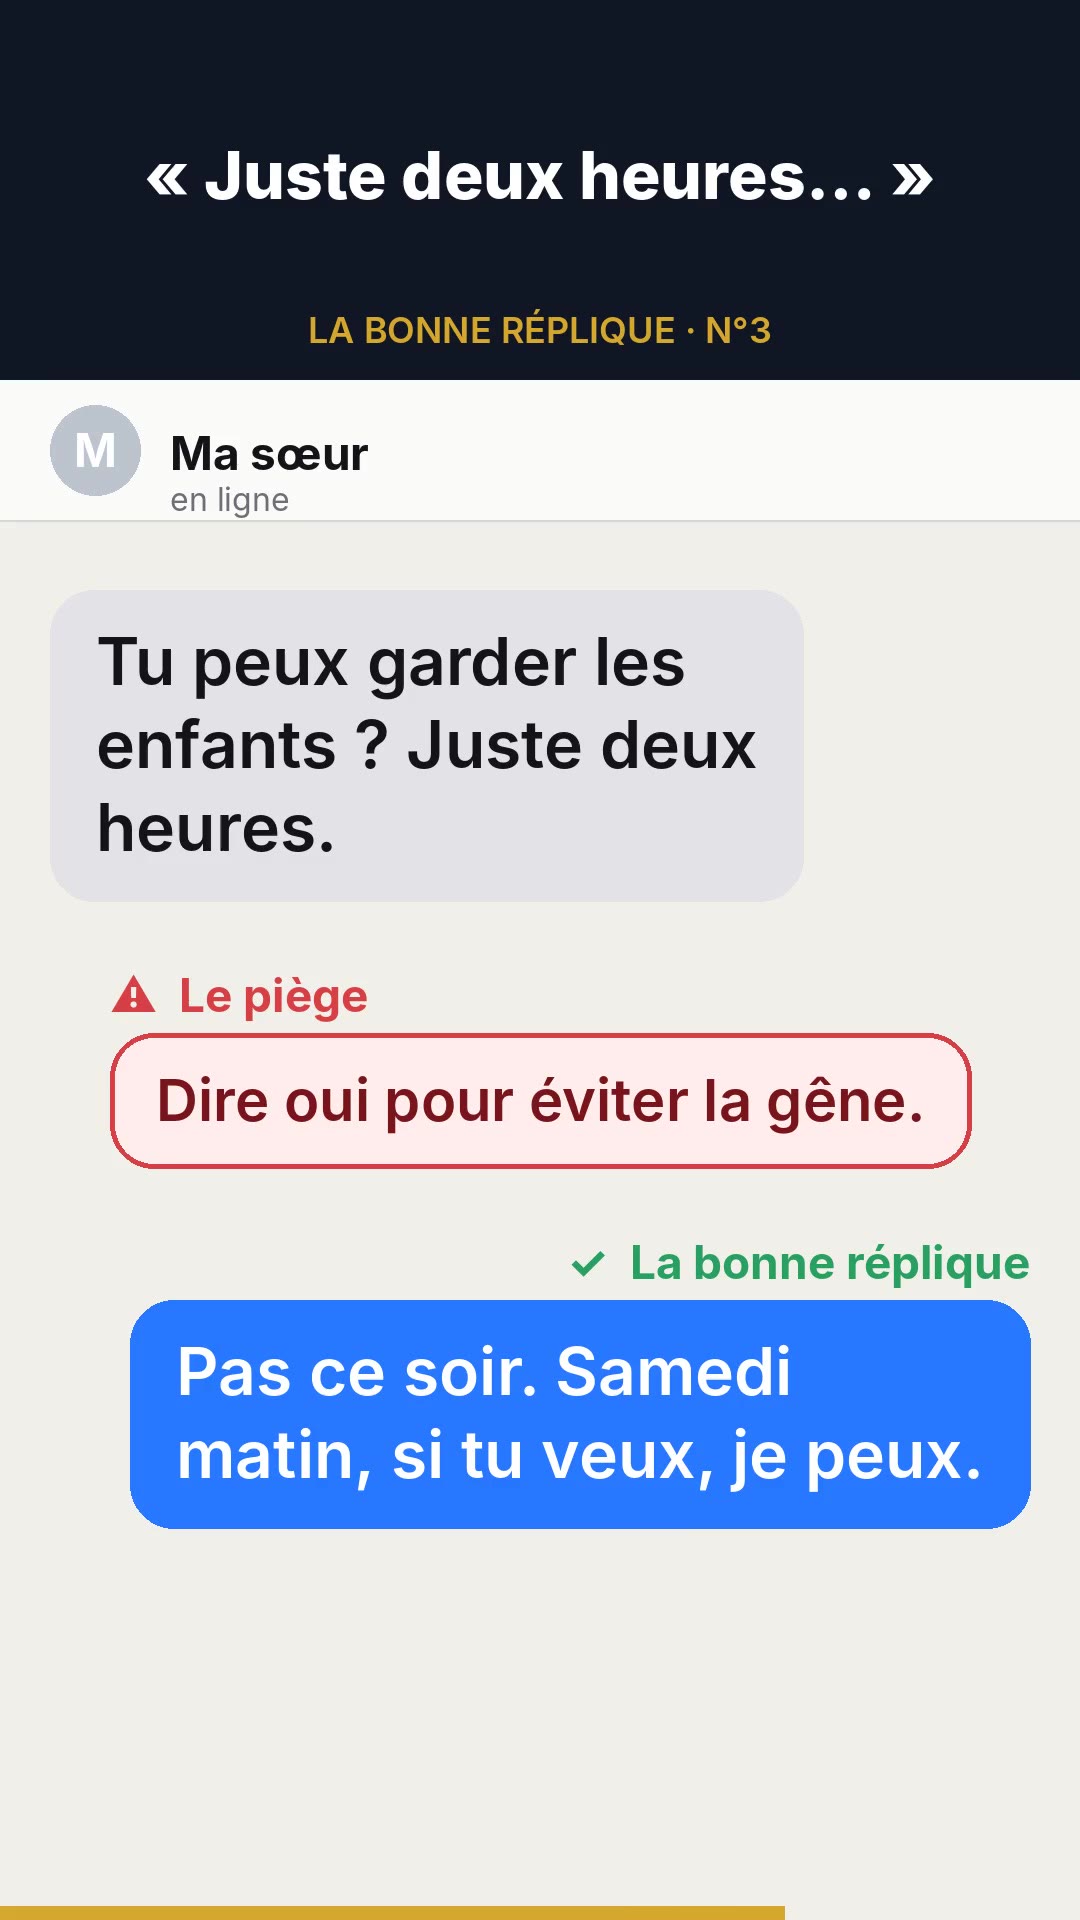 « Juste deux heures… »
LA BONNE RÉPLIQUE · N°3
M
Ma sœur
en ligne
Tu peux garder les
enfants ? Juste deux
heures.
Le piège
Dire oui pour éviter la gêne.
La bonne réplique
Pas ce soir. Samedi
matin, si tu veux, je peux.